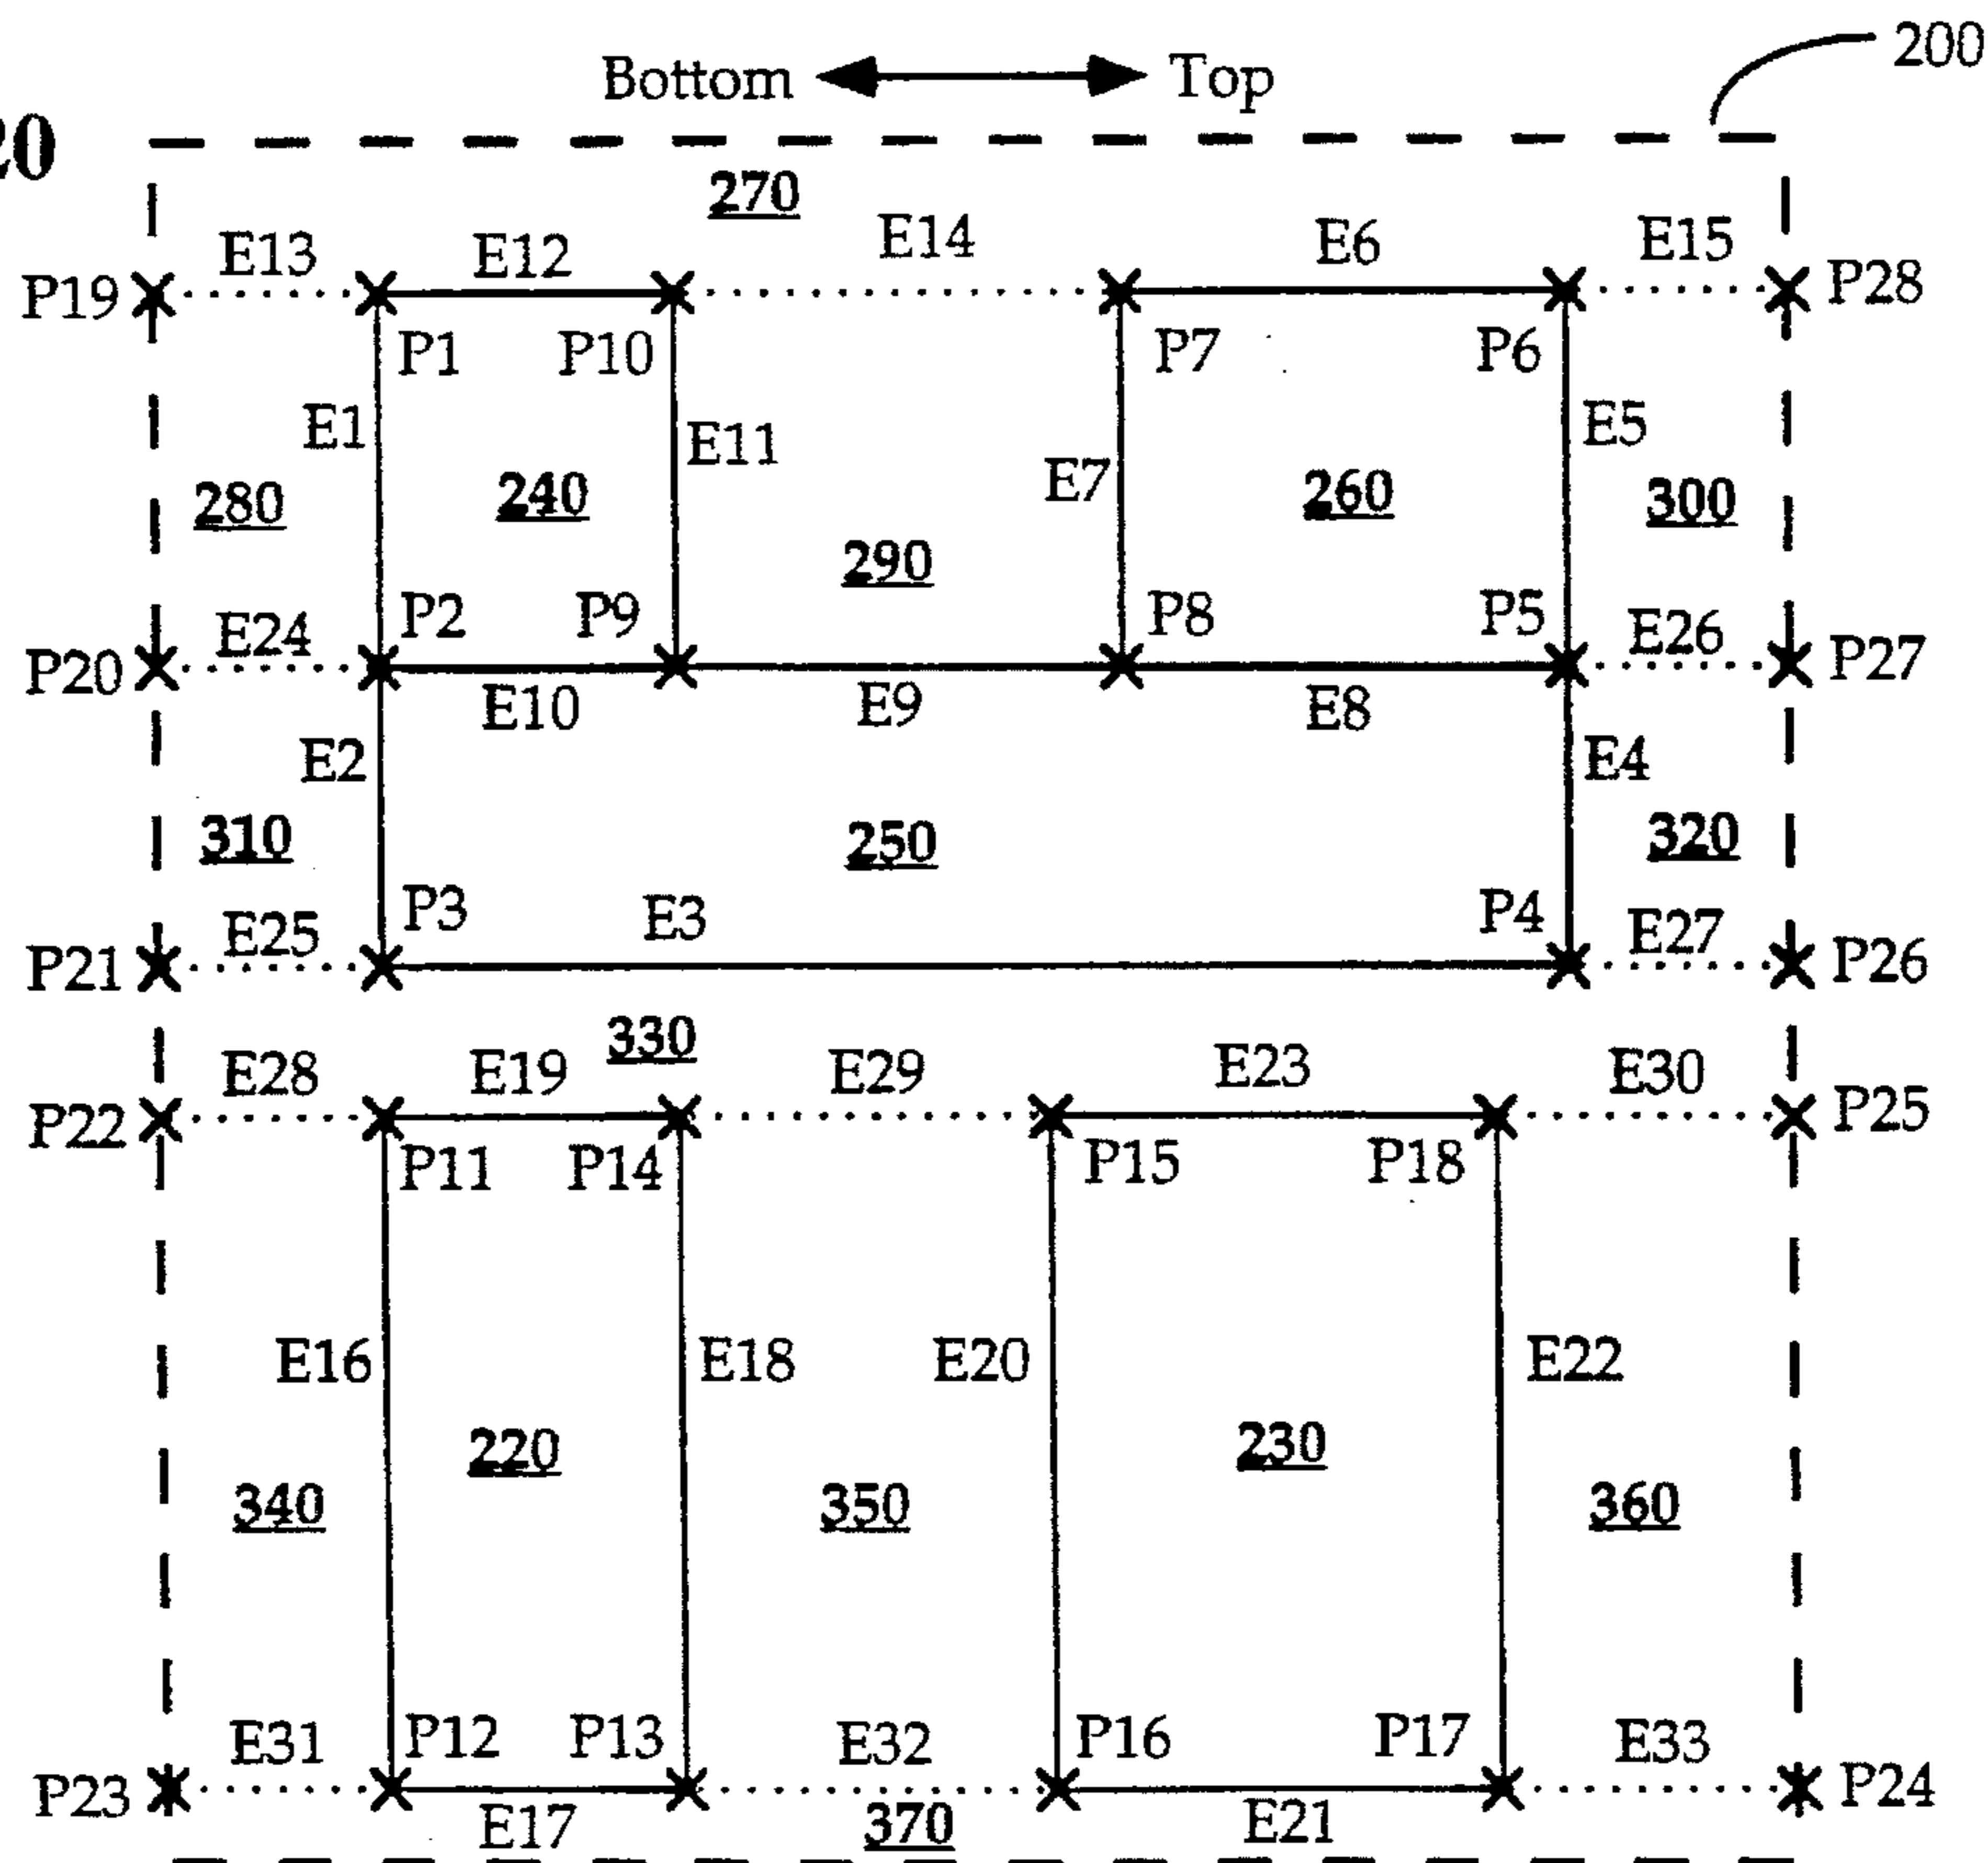 200
Bottom Top
20
270
E13 E12 E14 E6 E15
P19 P28
P1 P10 P7 P6
E1 E11 E7 E5
280 240 260 300
290
P2 P9 P8 P5
E24 E26
P20 P27
E10 E9 E8
E2 E4
310 250 320
P3 E3 P4
E25 E27
P21 P26
330
E28 E19 E29 E23 E30
P22 P25
P11 P14 P15 P18
E16 E18 E20 E22
220 230
340 350 360
P12 P13 P16 P17
E31 E32 E33
P23 P24
E17 370 E21